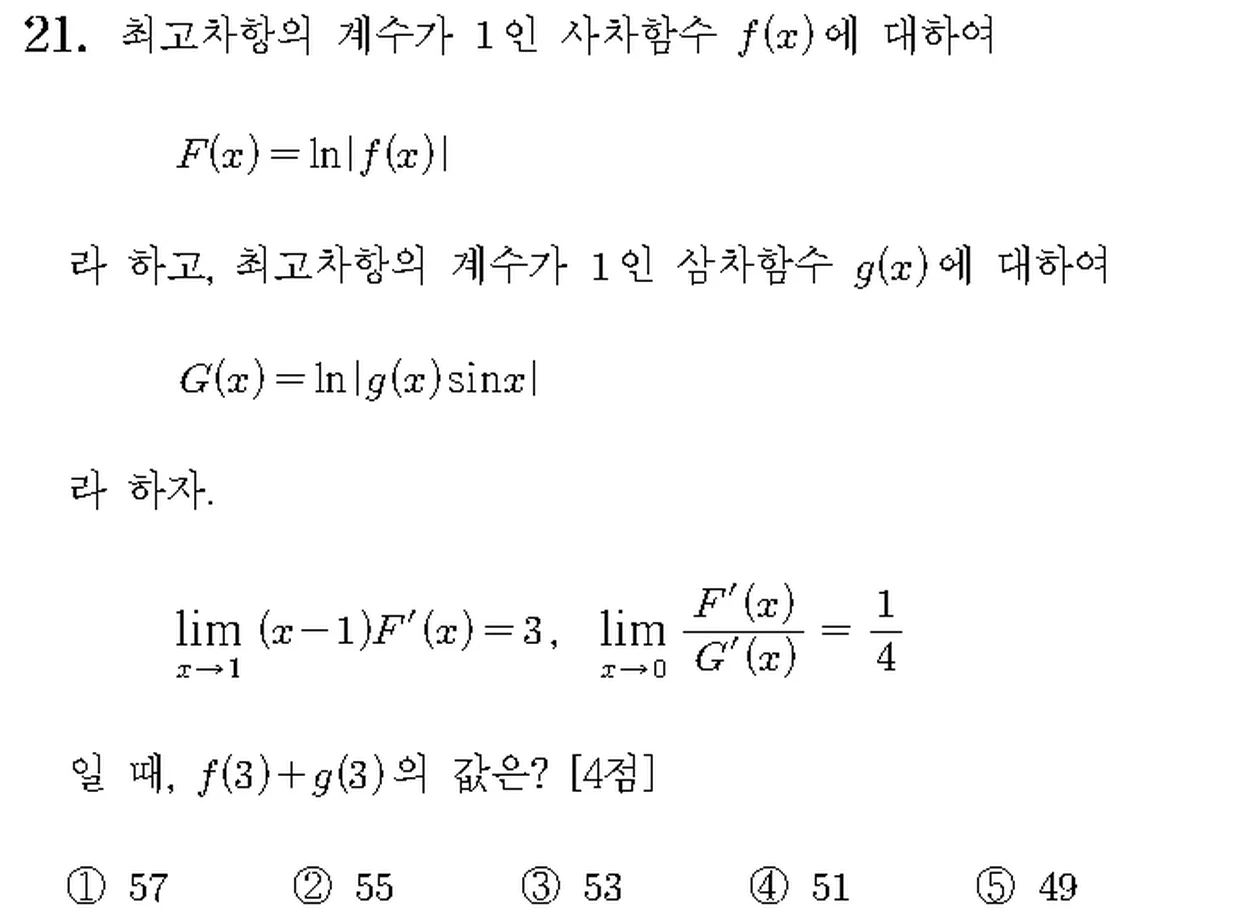 21. 최고차항의 계수가 1인 사차함수 f(x)에 대하여
F(x)=ln|f(x)|
라 하고, 최고차항의 계수가 1인 삼차함수 g(x)에 대하여
G(x)=ln|g(x)sinx|
라 하자.
lim_{x→1} (x-1)F′(x)=3, lim_{x→0} F′(x)/G′(x) = 1/4
일 때, f(3)+g(3)의 값은? [4점]
① 57 ② 55 ③ 53 ④ 51 ⑤ 49